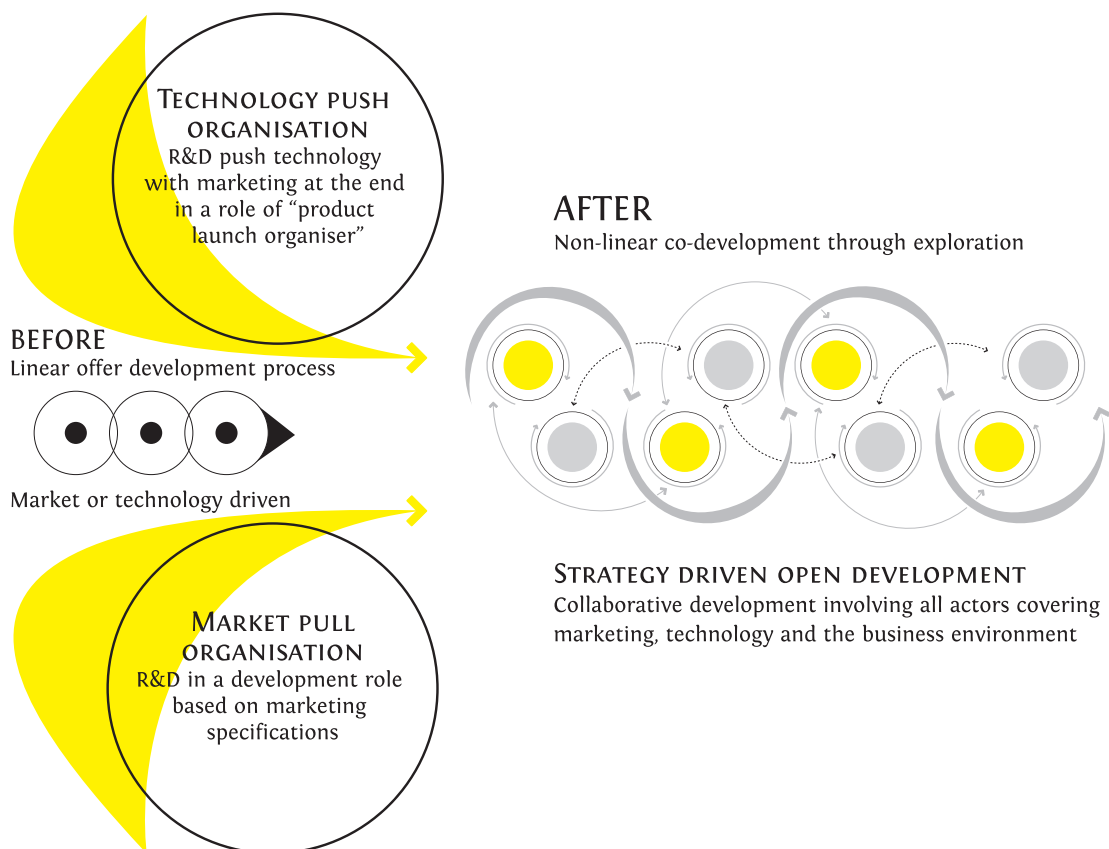 TECHNOLOGY PUSH
ORGANISATION
R&D push technology
with marketing at the end
in a role of “product
launch organiser”
BEFORE
Linear offer development process
Market or technology driven
MARKET PULL
ORGANISATION
R&D in a development role
based on marketing
specifications
AFTER
Non-linear co-development through exploration
STRATEGY DRIVEN OPEN DEVELOPMENT
Collaborative development involving all actors covering
marketing, technology and the business environment